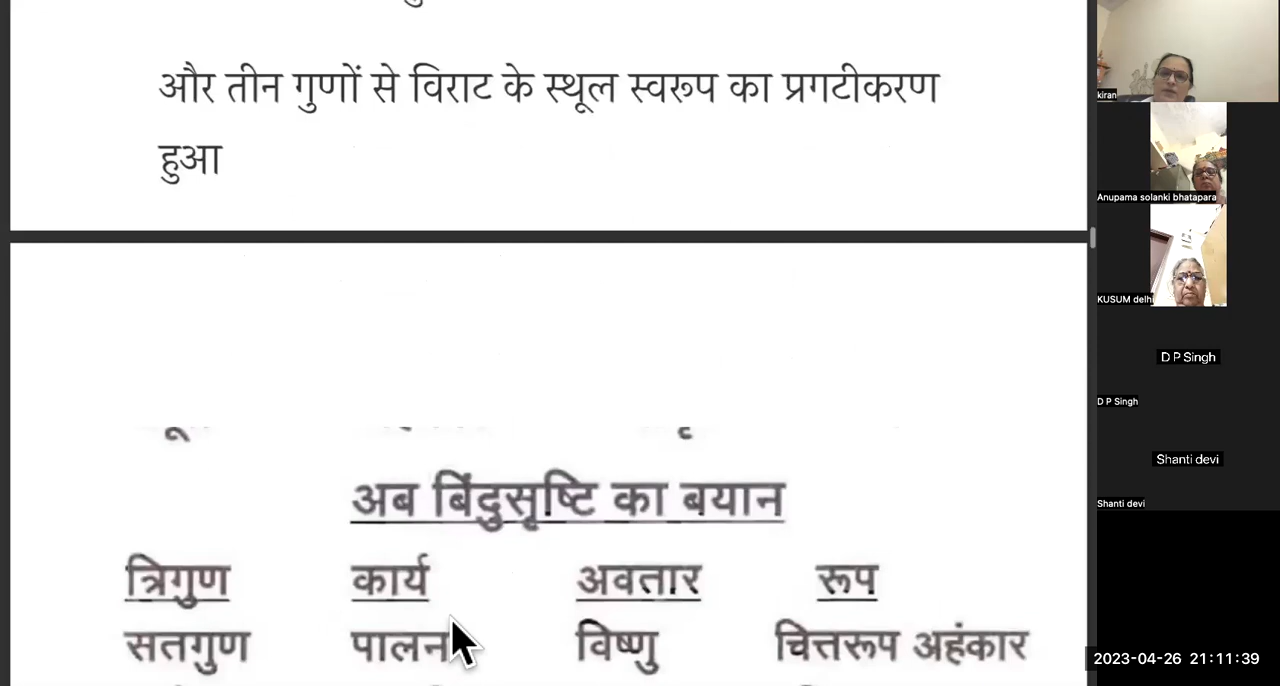 और तीन गुणों से विराट के स्थूल स्वरूप का प्रगटीकरण
हुआ
अब बिंदुसृष्टि का बयान
त्रिगुण कार्य अवतार रूप
सतगुण पालन विष्णु चित्तरूप अहंकार
kiran
Anupama solanki bhatapara
KUSUM delhi
D P Singh
D P Singh
Shanti devi
Shanti devi
2023-04-26 21:11:39